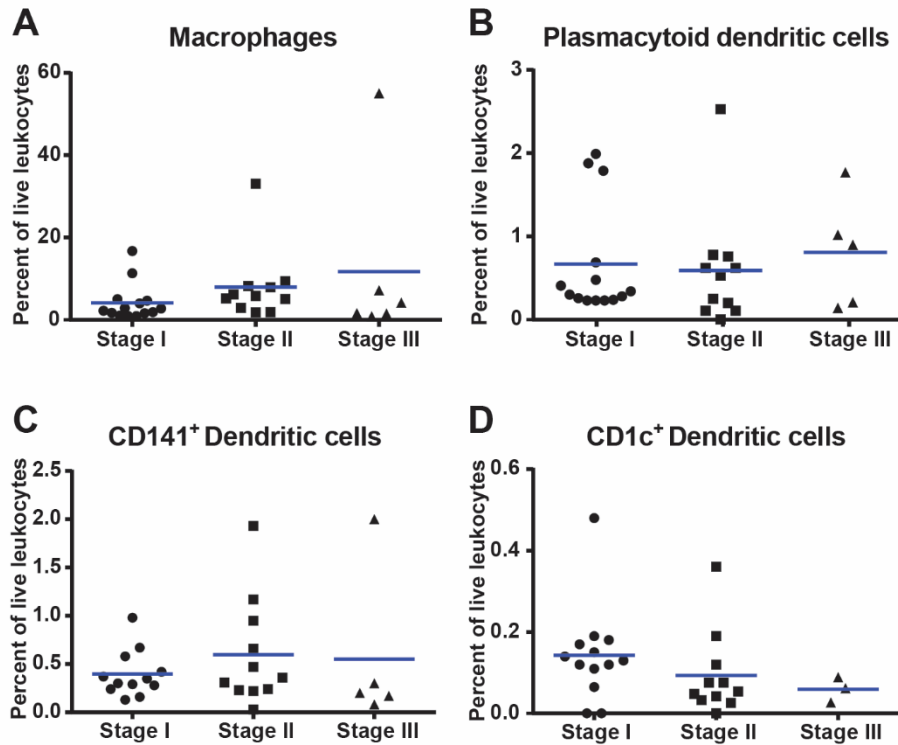 A
Macrophages
Percent of live leukocytes
60
40
20
0
Stage I Stage II Stage III
B
Plasmacytoid dendritic cells
Percent of live leukocytes
3
2
1
0
Stage I Stage II Stage III
C
CD141⁺ Dendritic cells
Percent of live leukocytes
2.5
2.0
1.5
1.0
0.5
0.0
Stage I Stage II Stage III
D
CD1c⁺ Dendritic cells
Percent of live leukocytes
0.6
0.4
0.2
0.0
Stage I Stage II Stage III